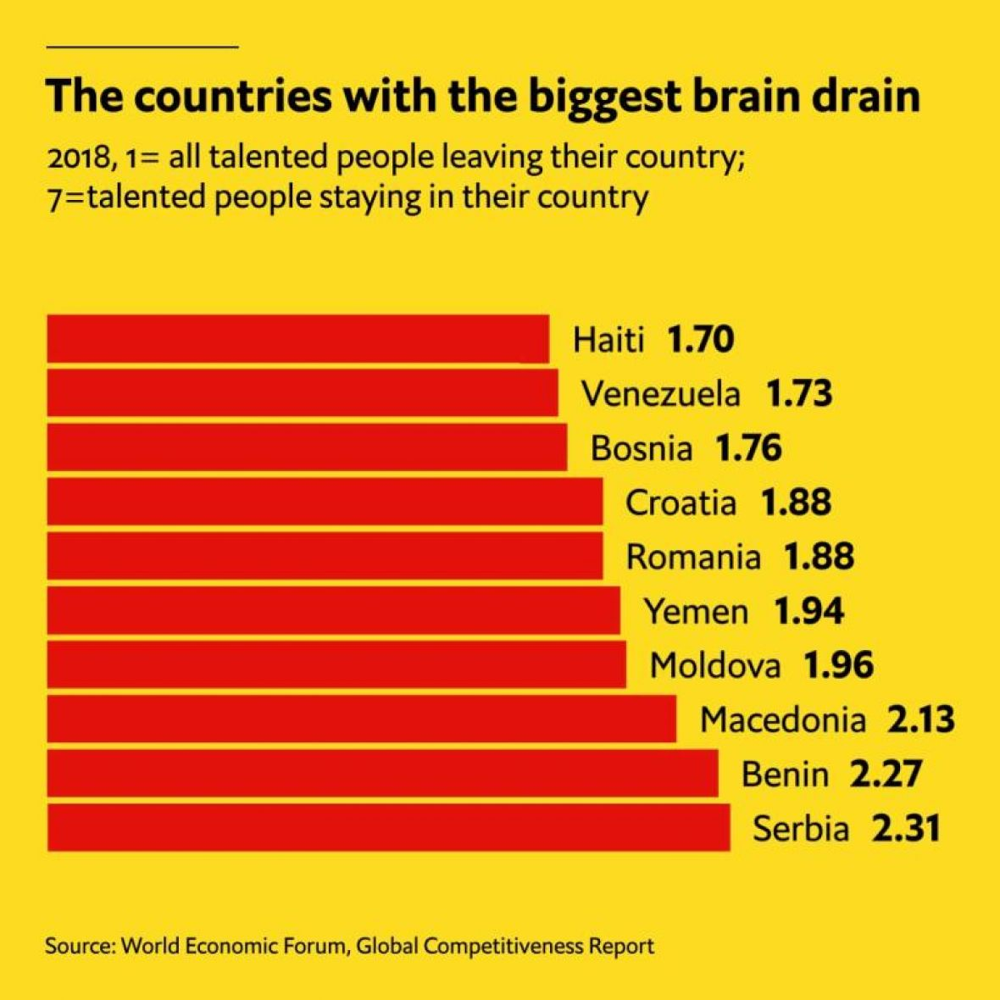 The countries with the biggest brain drain
2018, 1= all talented people leaving their country;
7=talented people staying in their country
Haiti 1.70
Venezuela 1.73
Bosnia 1.76
Croatia 1.88
Romania 1.88
Yemen 1.94
Moldova 1.96
Macedonia 2.13
Benin 2.27
Serbia 2.31
Source: World Economic Forum, Global Competitiveness Report